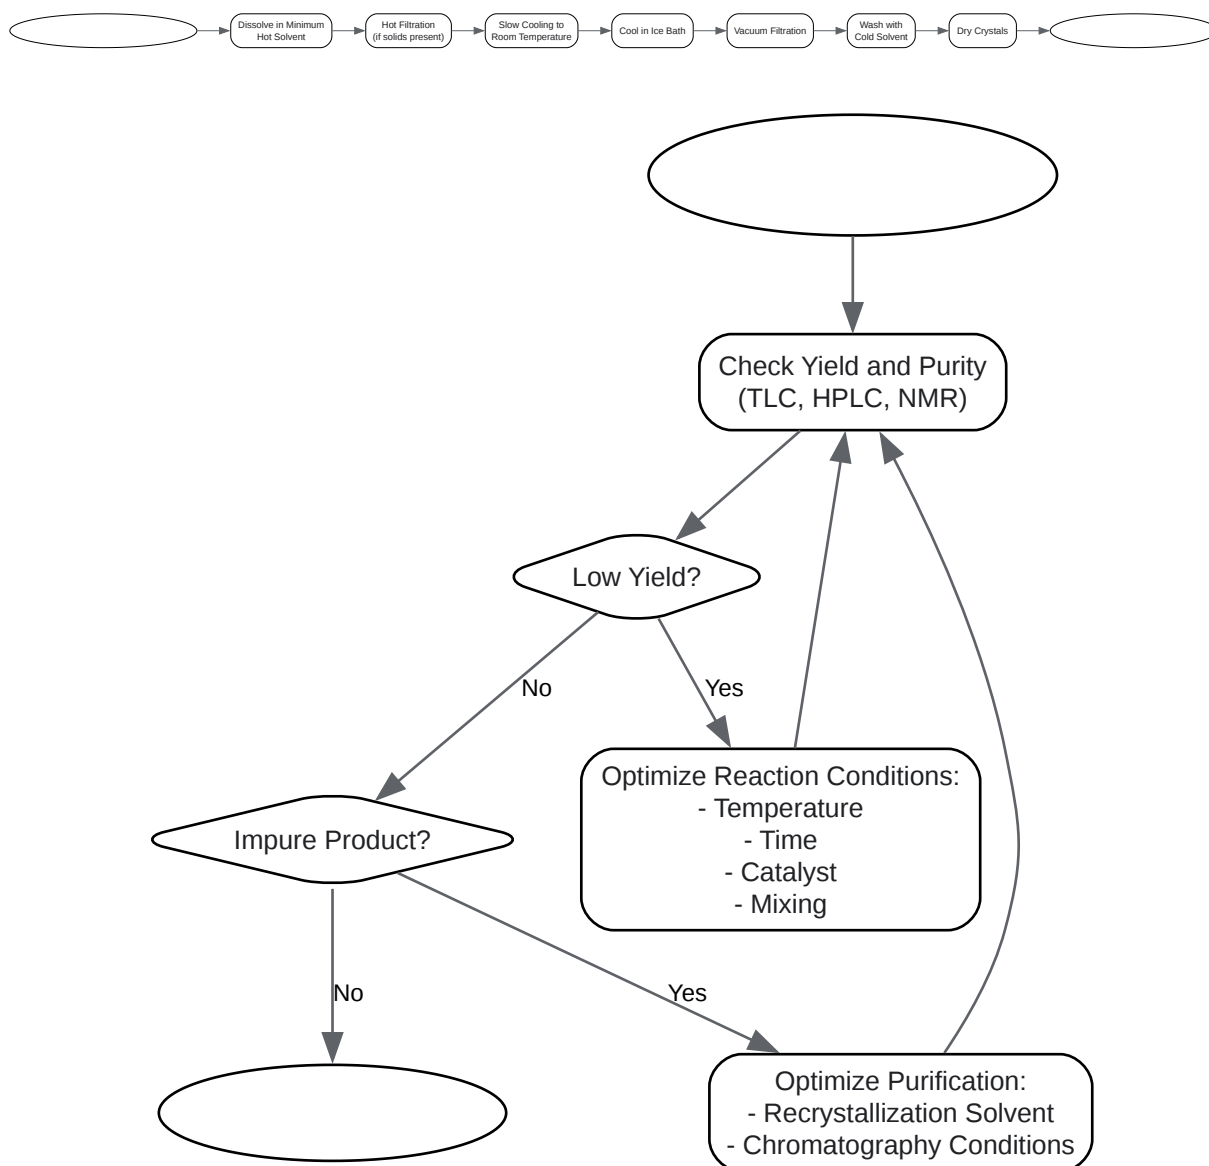 Dissolve in Minimum
Hot Solvent
Hot Filtration
(if solids present)
Slow Cooling to
Room Temperature
Cool in Ice Bath
Vacuum Filtration
Wash with
Cold Solvent
Dry Crystals
Check Yield and Purity
(TLC, HPLC, NMR)
Low Yield?
No
Yes
Optimize Reaction Conditions:
- Temperature
- Time
- Catalyst
- Mixing
Impure Product?
No
Yes
Optimize Purification:
- Recrystallization Solvent
- Chromatography Conditions